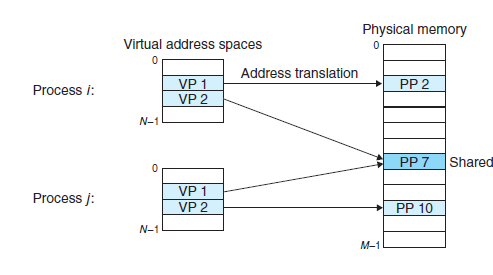 Physical memory
Virtual address spaces
0
0
Address translation
Process i:
VP 1
PP 2
VP 2
N–1
PP 7
Shared
0
Process j:
VP 1
VP 2
PP 10
N–1
M–1